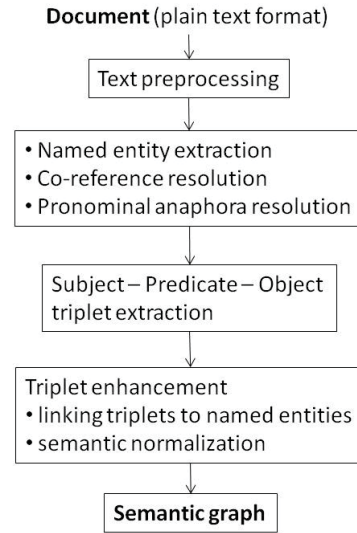 Document (plain text format)
Text preprocessing
• Named entity extraction
• Co-reference resolution
• Pronominal anaphora resolution
Subject – Predicate – Object
triplet extraction
Triplet enhancement
• linking triplets to named entities
• semantic normalization
Semantic graph